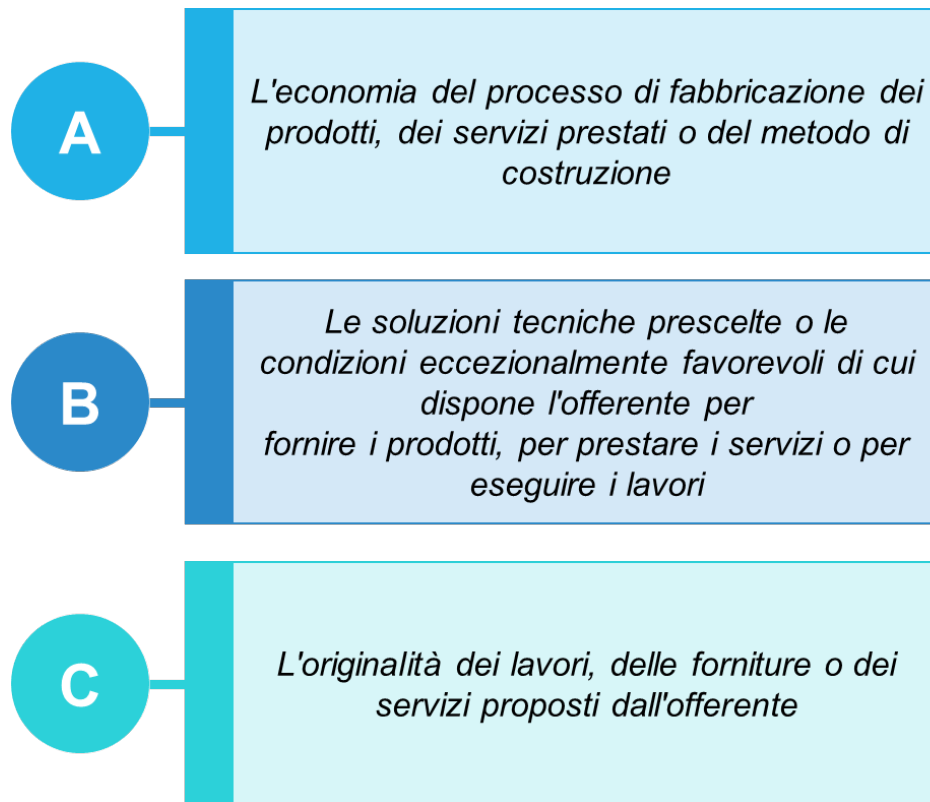 A
L'economia del processo di fabbricazione dei
prodotti, dei servizi prestati o del metodo di
costruzione
B
Le soluzioni tecniche prescelte o le
condizioni eccezionalmente favorevoli di cui
dispone l'offerente per
fornire i prodotti, per prestare i servizi o per
eseguire i lavori
C
L'originalità dei lavori, delle forniture o dei
servizi proposti dall'offerente